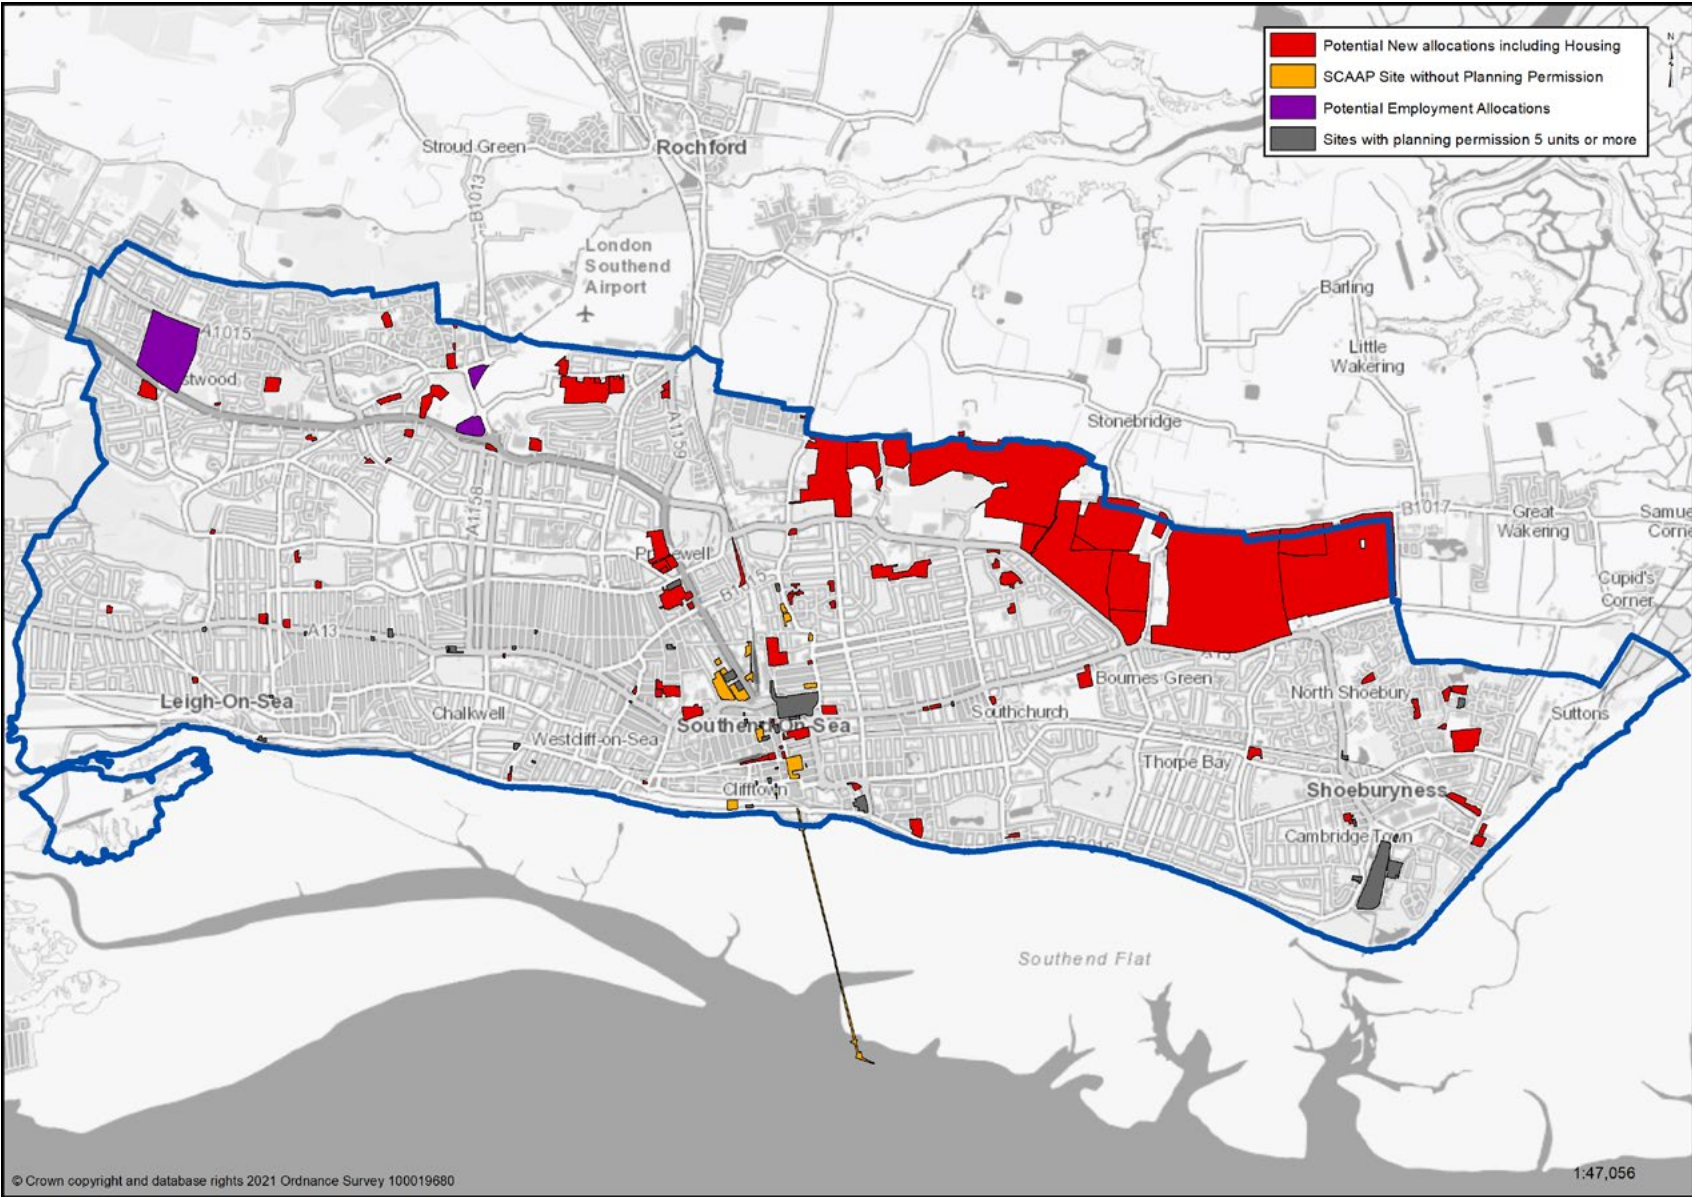 Potential New allocations including Housing
SCAAP Site without Planning Permission
Potential Employment Allocations
Sites with planning permission 5 units or more
N
Stroud Green
Rochford
B1013
London
Southend
Airport
Barling
A1015
Little
Wakering
stwood
A1159
Stonebridge
A1158
B1017
Great
Wakering
Samue
Corne
Cupid's
Corner
A13
Bournes Green
North Shoebury
Leigh-On-Sea
Chalkwell
Southchurch
Suttons
Southend-On-Sea
Westcliff-on-Sea
Thorpe Bay
Clifftown
Shoeburyness
Cambridge Town
Southend Flat
© Crown copyright and database rights 2021 Ordnance Survey 100019680
1:47,056